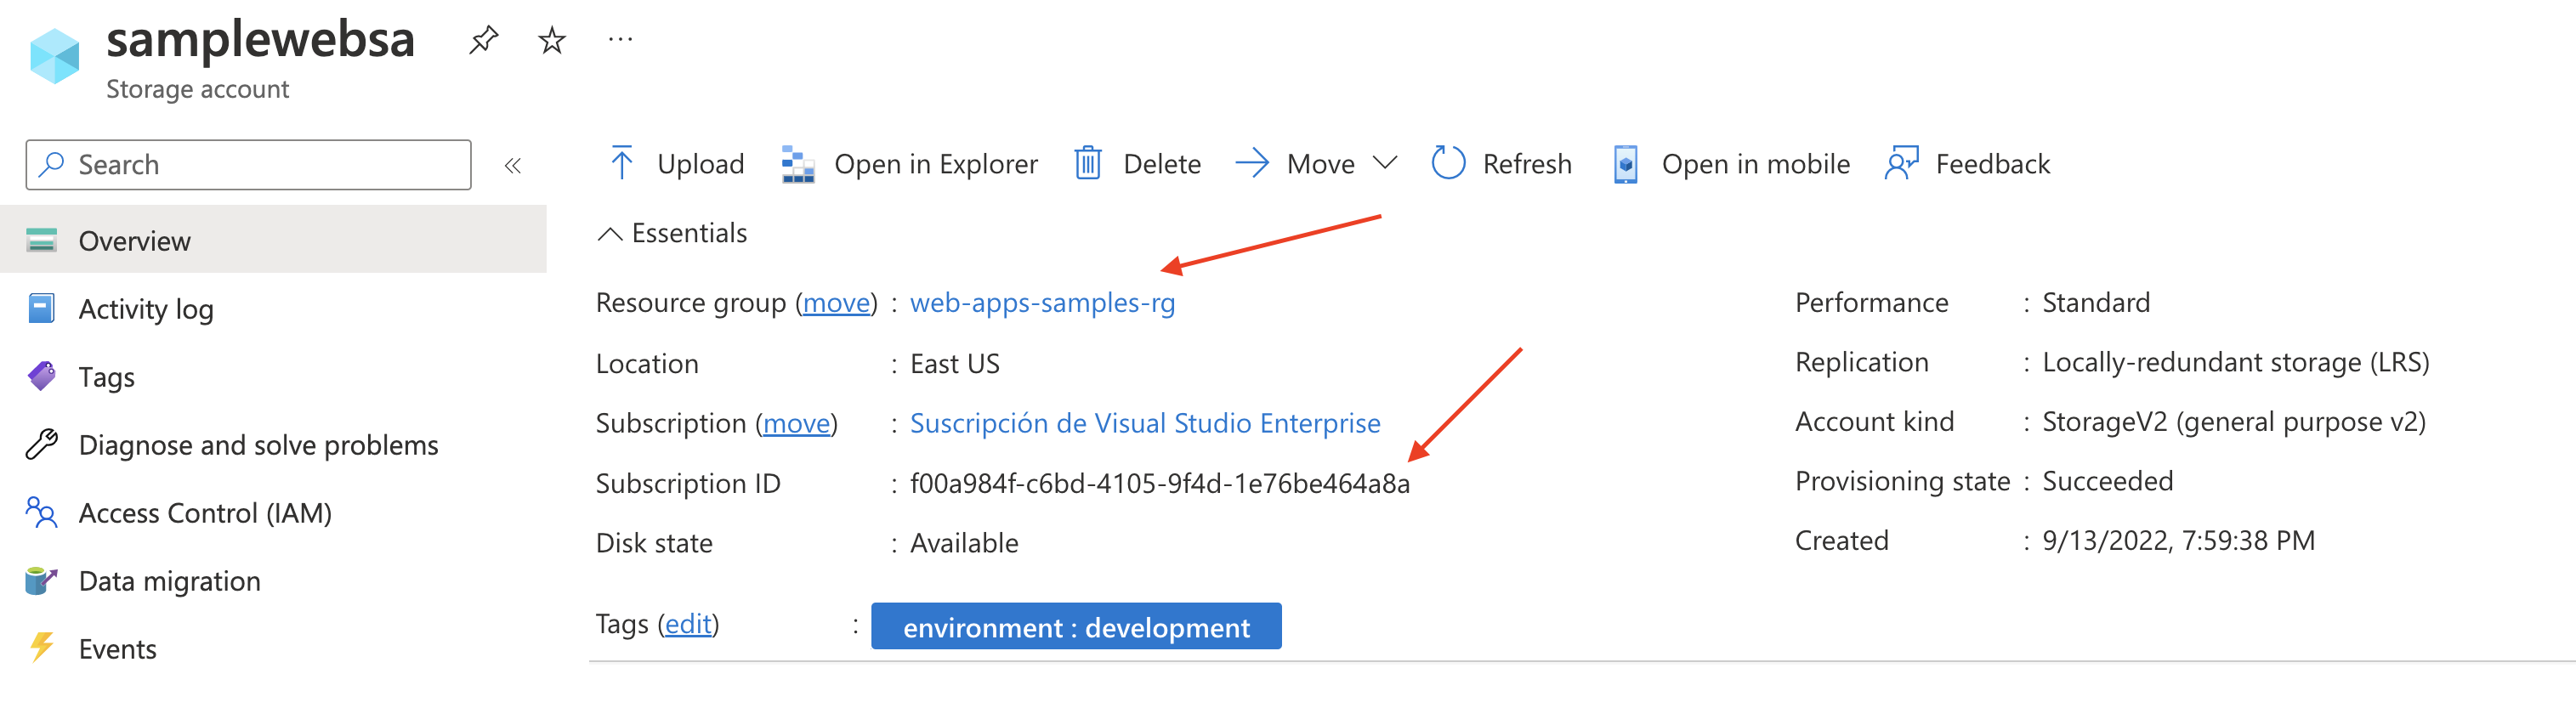 samplewebsa
Storage account
Search
Overview
Activity log
Tags
Diagnose and solve problems
Access Control (IAM)
Data migration
Events
Upload Open in Explorer Delete Move Refresh Open in mobile Feedback
Essentials
Resource group (move) : web-apps-samples-rg
Location : East US
Subscription (move) : Suscripción de Visual Studio Enterprise
Subscription ID : f00a984f-c6bd-4105-9f4d-1e76be464a8a
Disk state : Available
Performance : Standard
Replication : Locally-redundant storage (LRS)
Account kind : StorageV2 (general purpose v2)
Provisioning state : Succeeded
Created : 9/13/2022, 7:59:38 PM
Tags (edit) : environment : development